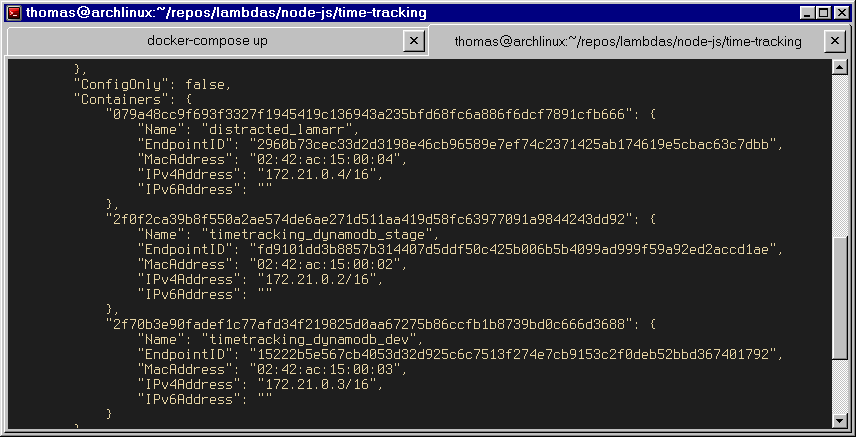 thomas@archlinux:~/repos/lambdas/node-js/time-tracking
docker-compose up
thomas@archlinux:~/repos/lambdas/node-js/time-tracking
},
"ConfigOnly": false,
"Containers": {
"079a48cc9f693f3327f1945419c136943a235bfd68fc6a886f6dcf7891cfb666": {
"Name": "distracted_lamarr",
"EndpointID": "2960b73cec33d2d3198e46cb96589e7ef74c2371425ab174619e5cbac63c7dbb",
"MacAddress": "02:42:ac:15:00:04",
"IPv4Address": "172.21.0.4/16",
"IPv6Address": ""
},
"2f0f2ca39b8f550a2ae574de6ae271d511aa419d58fc63977091a9844243dd92": {
"Name": "timetracking_dynamodb_stage",
"EndpointID": "fd9101dd3b8857b314407d5ddf50c425b006b5b4099ad999f59a92ed2accd1ae",
"MacAddress": "02:42:ac:15:00:02",
"IPv4Address": "172.21.0.2/16",
"IPv6Address": ""
},
"2f70b3e90fadef1c77afd34f219825d0aa67275b86ccfb1b8739bd0c666d3688": {
"Name": "timetracking_dynamodb_dev",
"EndpointID": "15222b5e567cb4053d32d925c6c7513f274e7cb9153c2f0deb52bbd367401792",
"MacAddress": "02:42:ac:15:00:03",
"IPv4Address": "172.21.0.3/16",
"IPv6Address": ""
}
},